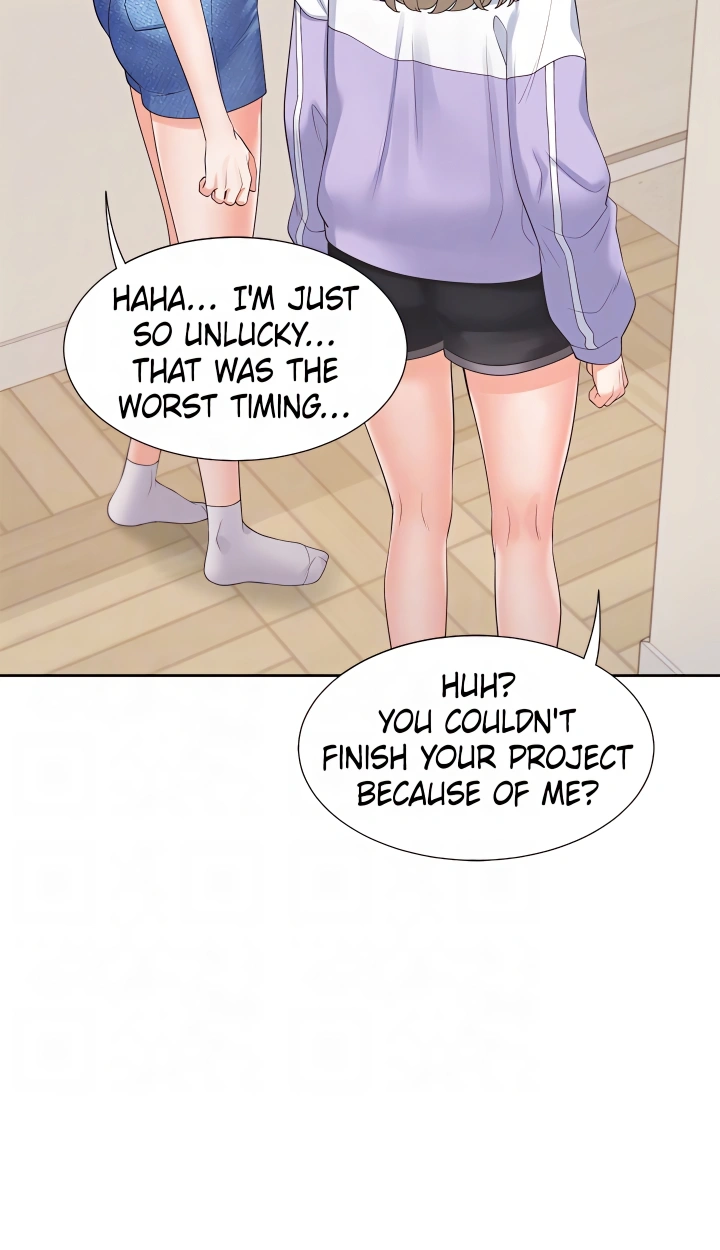 HAHA... I'M JUST
SO UNLUCKY...
THAT WAS THE
WORST TIMING...
HUH?
YOU COULDN'T
FINISH YOUR PROJECT
BECAUSE OF ME?